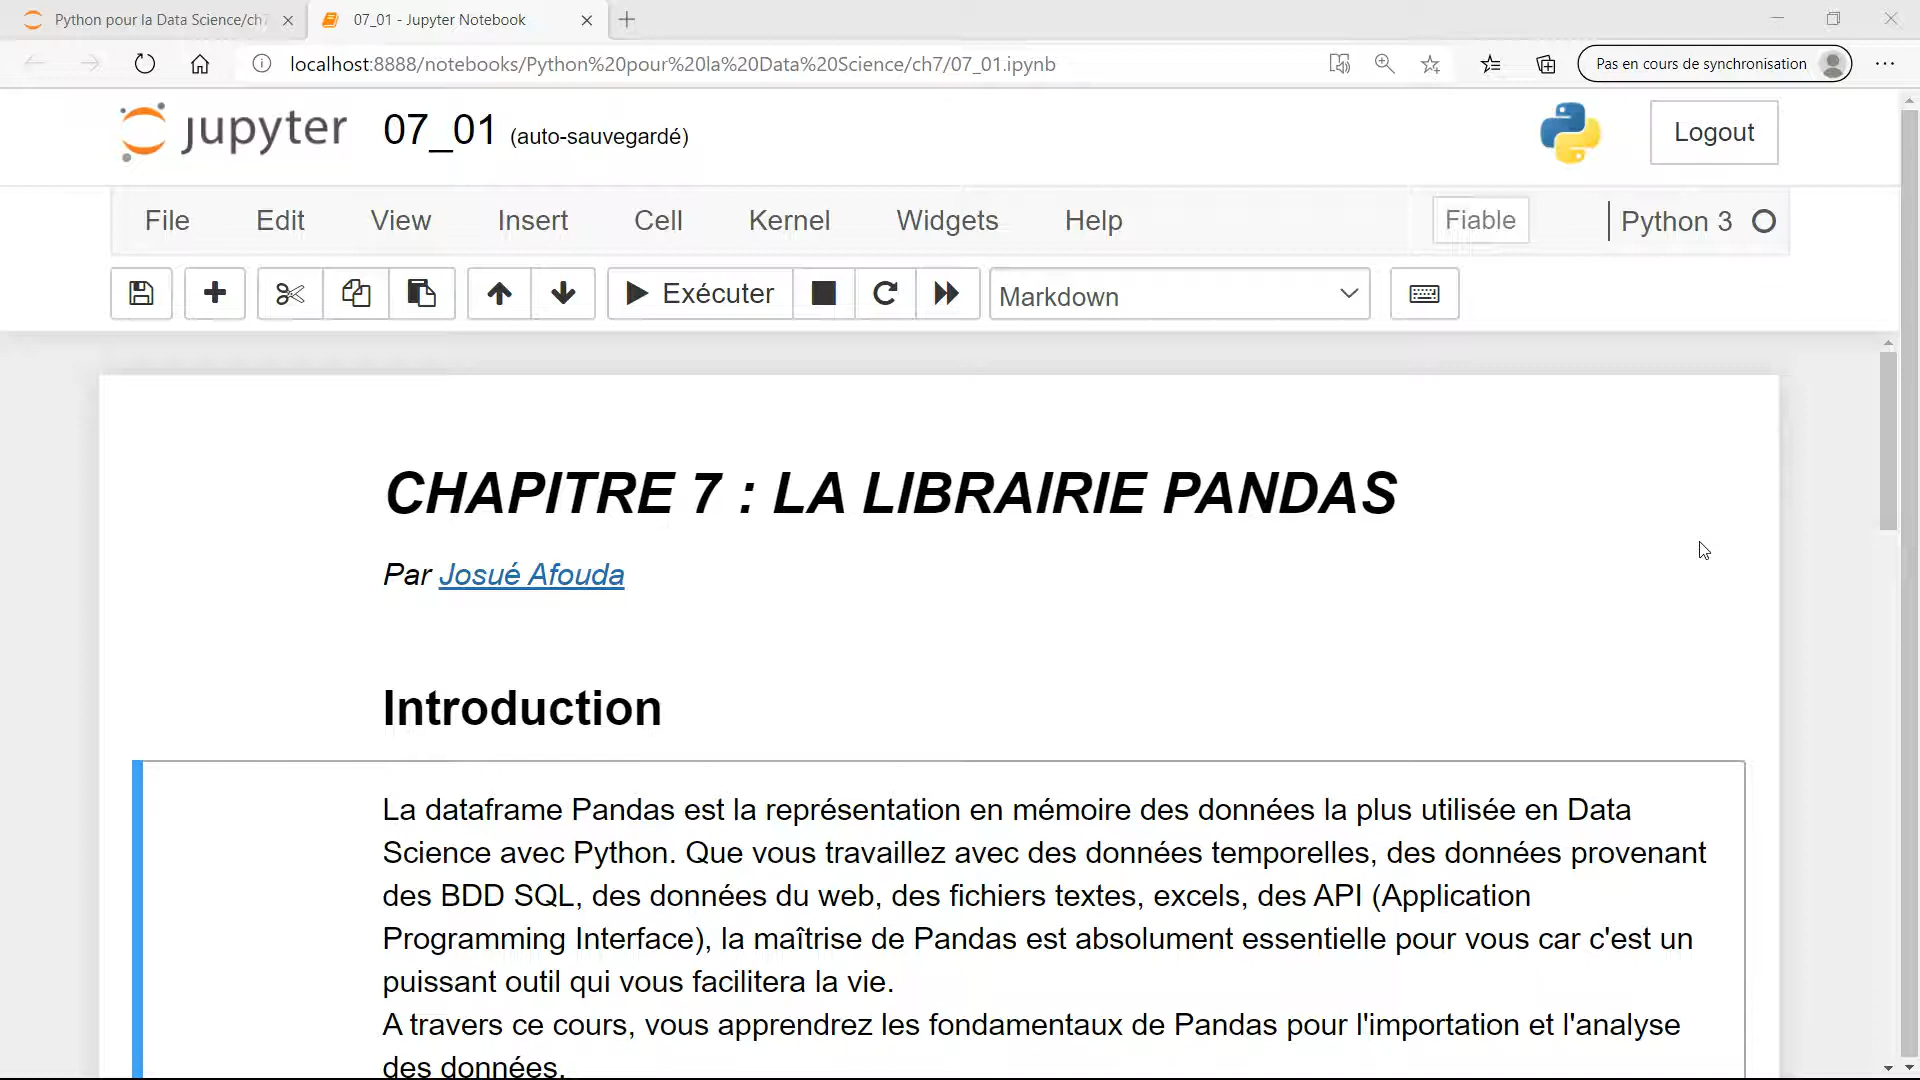 Python pour la Data Science/ch7
07_01 - Jupyter Notebook
localhost:8888/notebooks/Python%20pour%20la%20Data%20Science/ch7/07_01.ipynb
Pas en cours de synchronisation
jupyter 07_01 (auto-sauvegardé)
Logout
File Edit View Insert Cell Kernel Widgets Help
Fiable
Python 3
Exécuter
Markdown
CHAPITRE 7 : LA LIBRAIRIE PANDAS
Par Josué Afouda
Introduction
La dataframe Pandas est la représentation en mémoire des données la plus utilisée en Data
Science avec Python. Que vous travaillez avec des données temporelles, des données provenant
des BDD SQL, des données du web, des fichiers textes, excels, des API (Application
Programming Interface), la maîtrise de Pandas est absolument essentielle pour vous car c'est un
puissant outil qui vous facilitera la vie.
A travers ce cours, vous apprendrez les fondamentaux de Pandas pour l'importation et l'analyse
des données.